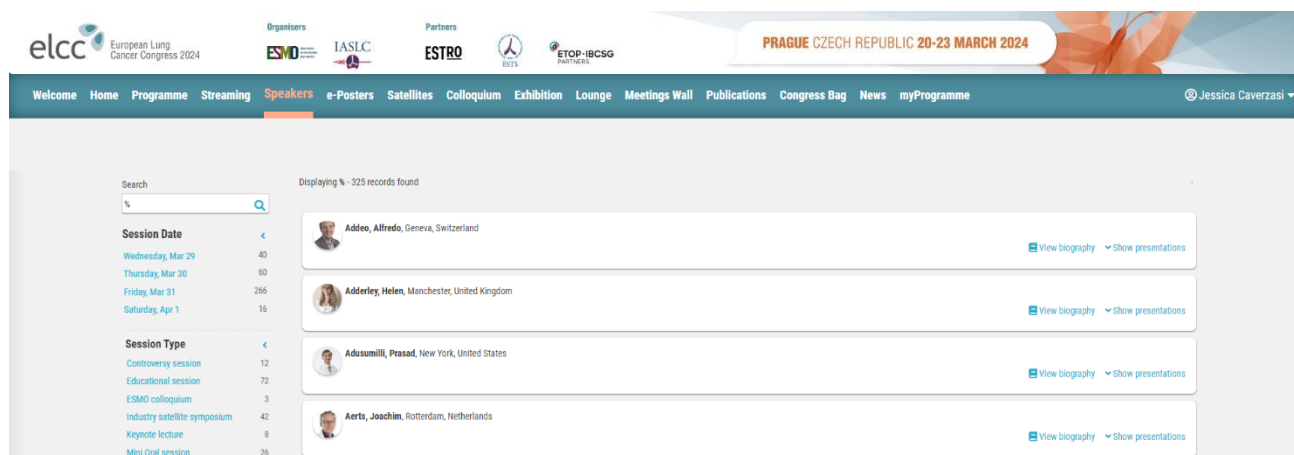 Organisers
Partners
elcc European Lung
Cancer Congress 2024
ESMO
IASLC
ESTRO
ESTS
ETOP·IBCSG
PARTNERS
PRAGUE CZECH REPUBLIC 20-23 MARCH 2024
Welcome Home Programme Streaming Speakers e-Posters Satellites Colloquium Exhibition Lounge Meetings Wall Publications Congress Bag News myProgramme Jessica Caverzasi
Search
%
Session Date
Wednesday, Mar 29 40
Thursday, Mar 30 60
Friday, Mar 31 266
Saturday, Apr 1 16
Session Type
Controversy session 12
Educational session 72
ESMO colloquium 3
Industry satellite symposium 42
Keynote lecture 8
Mini Oral session 26
Displaying % - 325 records found
Addeo, Alfredo, Geneva, Switzerland
View biography Show presentations
Adderley, Helen, Manchester, United Kingdom
View biography Show presentations
Adusumilli, Prasad, New York, United States
View biography Show presentations
Aerts, Joachim, Rotterdam, Netherlands
View biography Show presentations